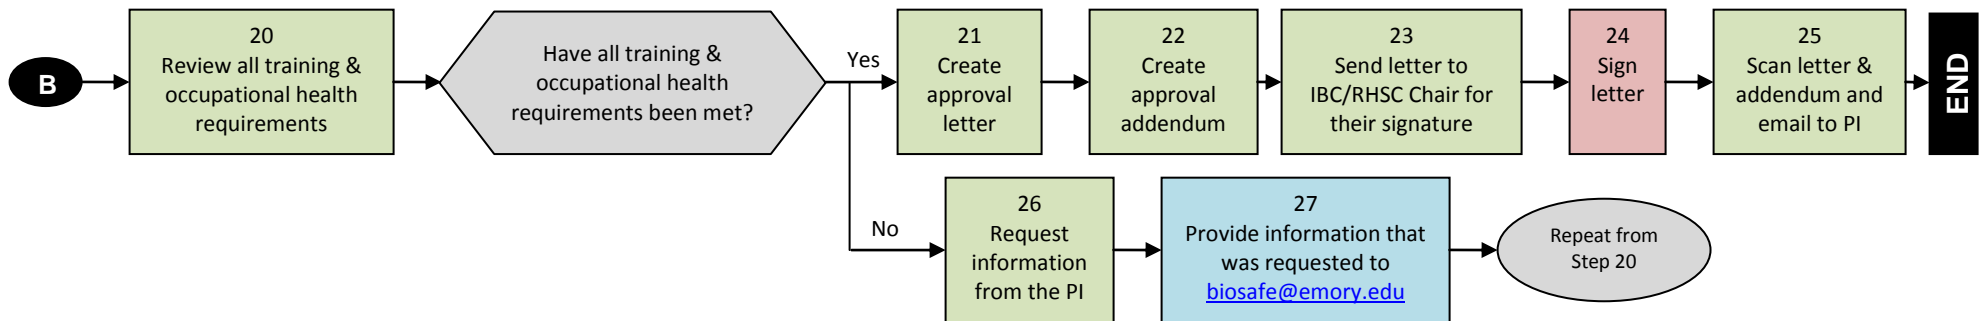 B
20
Review all training &
occupational health
requirements
Have all training &
occupational health
requirements been met?
Yes
21
Create
approval
letter
22
Create
approval
addendum
23
Send letter to
IBC/RHSC Chair for
their signature
24
Sign
letter
25
Scan letter &
addendum and
email to PI
END
No
26
Request
information
from the PI
27
Provide information that
was requested to
biosafe@emory.edu
Repeat from
Step 20